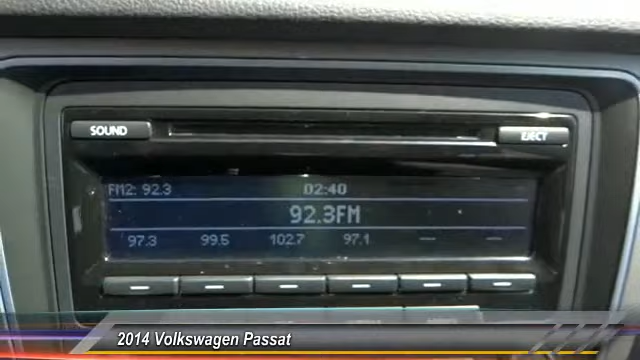 SOUND EJECT
FM2: 92.3 02:40
92.3FM
97.3 99.5 102.7 97.1 — —
2014 Volkswagen Passat